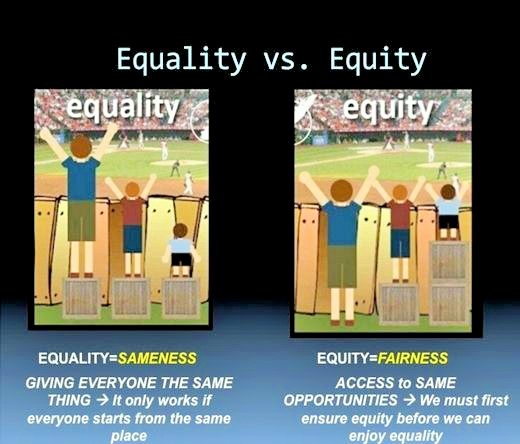 Equality vs. Equity
equality
equity
EQUALITY=SAMENESS
GIVING EVERYONE THE SAME
THING → It only works if
everyone starts from the same
place
EQUITY=FAIRNESS
ACCESS to SAME
OPPORTUNITIES → We must first
ensure equity before we can
enjoy equality